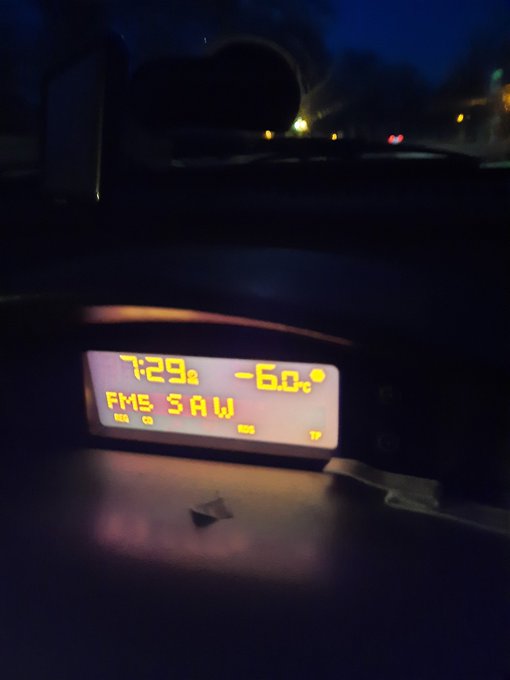 7:29 -6.0°C
FM5 SAW
REG CD RDS TP